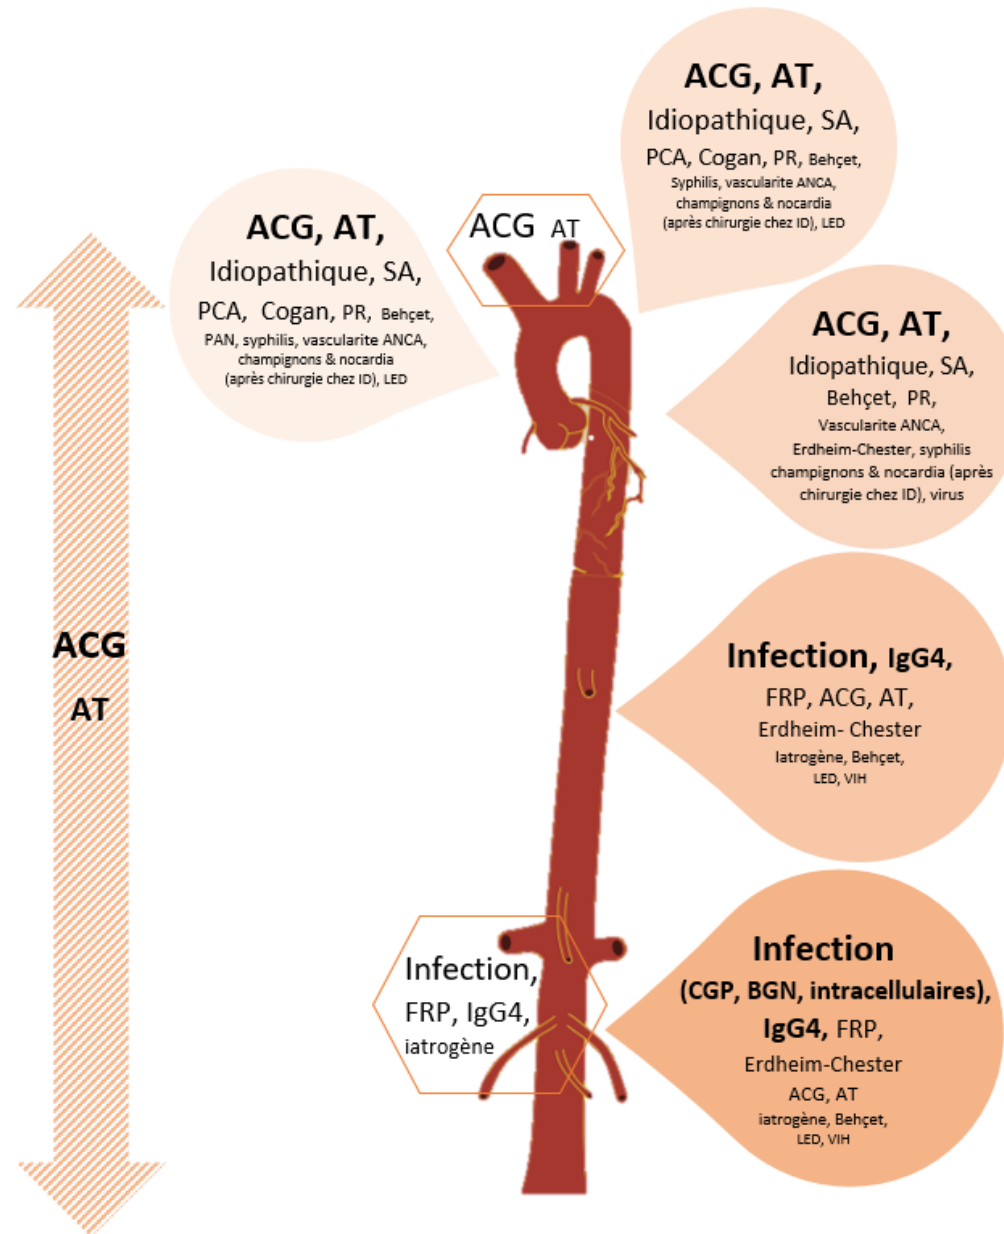 ACG, AT,
Idiopathique, SA,
PCA, Cogan, PR, Behçet,
Syphilis, vascularite ANCA,
champignons & nocardia
(après chirurgie chez ID), LED
ACG AT
ACG, AT,
Idiopathique, SA,
PCA, Cogan, PR, Behçet,
PAN, syphilis, vascularite ANCA,
champignons & nocardia
(après chirurgie chez ID), LED
ACG, AT,
Idiopathique, SA,
Behçet, PR,
Vascularite ANCA,
Erdheim-Chester, syphilis
champignons & nocardia (après
chirurgie chez ID), virus
ACG
AT
Infection, IgG4,
FRP, ACG, AT,
Erdheim- Chester
Iatrogène, Behçet,
LED, VIH
Infection,
FRP, IgG4,
iatrogène
Infection
(CGP, BGN, intracellulaires),
IgG4, FRP,
Erdheim-Chester
ACG, AT
iatrogène, Behçet,
LED, VIH